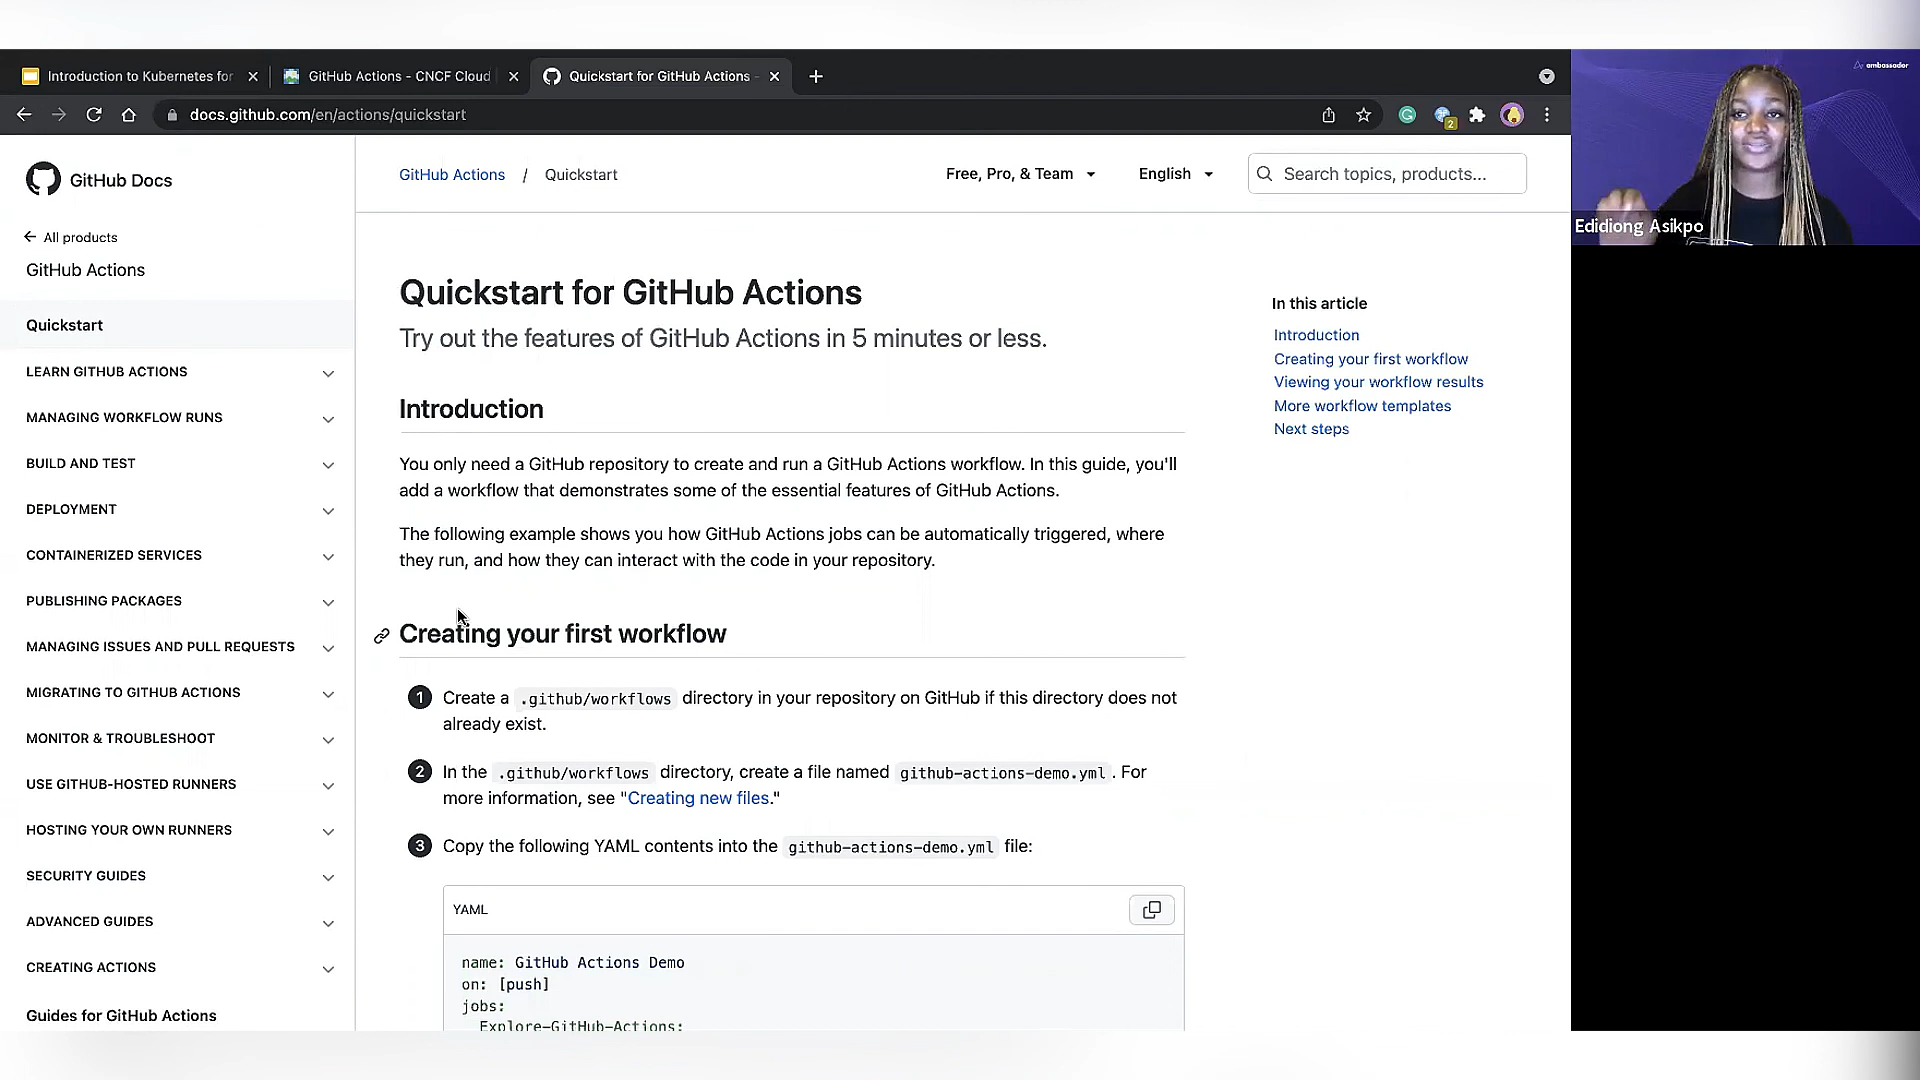 Introduction to Kubernetes for
GitHub Actions - CNCF Cloud
Quickstart for GitHub Actions -
docs.github.com/en/actions/quickstart
2
ambassador
Edidiong Asikpo
GitHub Docs
All products
GitHub Actions
Quickstart
LEARN GITHUB ACTIONS
MANAGING WORKFLOW RUNS
BUILD AND TEST
DEPLOYMENT
CONTAINERIZED SERVICES
PUBLISHING PACKAGES
MANAGING ISSUES AND PULL REQUESTS
MIGRATING TO GITHUB ACTIONS
MONITOR & TROUBLESHOOT
USE GITHUB-HOSTED RUNNERS
HOSTING YOUR OWN RUNNERS
SECURITY GUIDES
ADVANCED GUIDES
CREATING ACTIONS
Guides for GitHub Actions
GitHub Actions / Quickstart
Free, Pro, & Team
English
Search topics, products...
Quickstart for GitHub Actions
Try out the features of GitHub Actions in 5 minutes or less.
Introduction
You only need a GitHub repository to create and run a GitHub Actions workflow. In this guide, you'll
add a workflow that demonstrates some of the essential features of GitHub Actions.
The following example shows you how GitHub Actions jobs can be automatically triggered, where
they run, and how they can interact with the code in your repository.
Creating your first workflow
1 Create a .github/workflows directory in your repository on GitHub if this directory does not
already exist.
2 In the .github/workflows directory, create a file named github-actions-demo.yml. For
more information, see "Creating new files."
3 Copy the following YAML contents into the github-actions-demo.yml file:
YAML
name: GitHub Actions Demo
on: [push]
jobs:
Explore-GitHub-Actions:
In this article
Introduction
Creating your first workflow
Viewing your workflow results
More workflow templates
Next steps